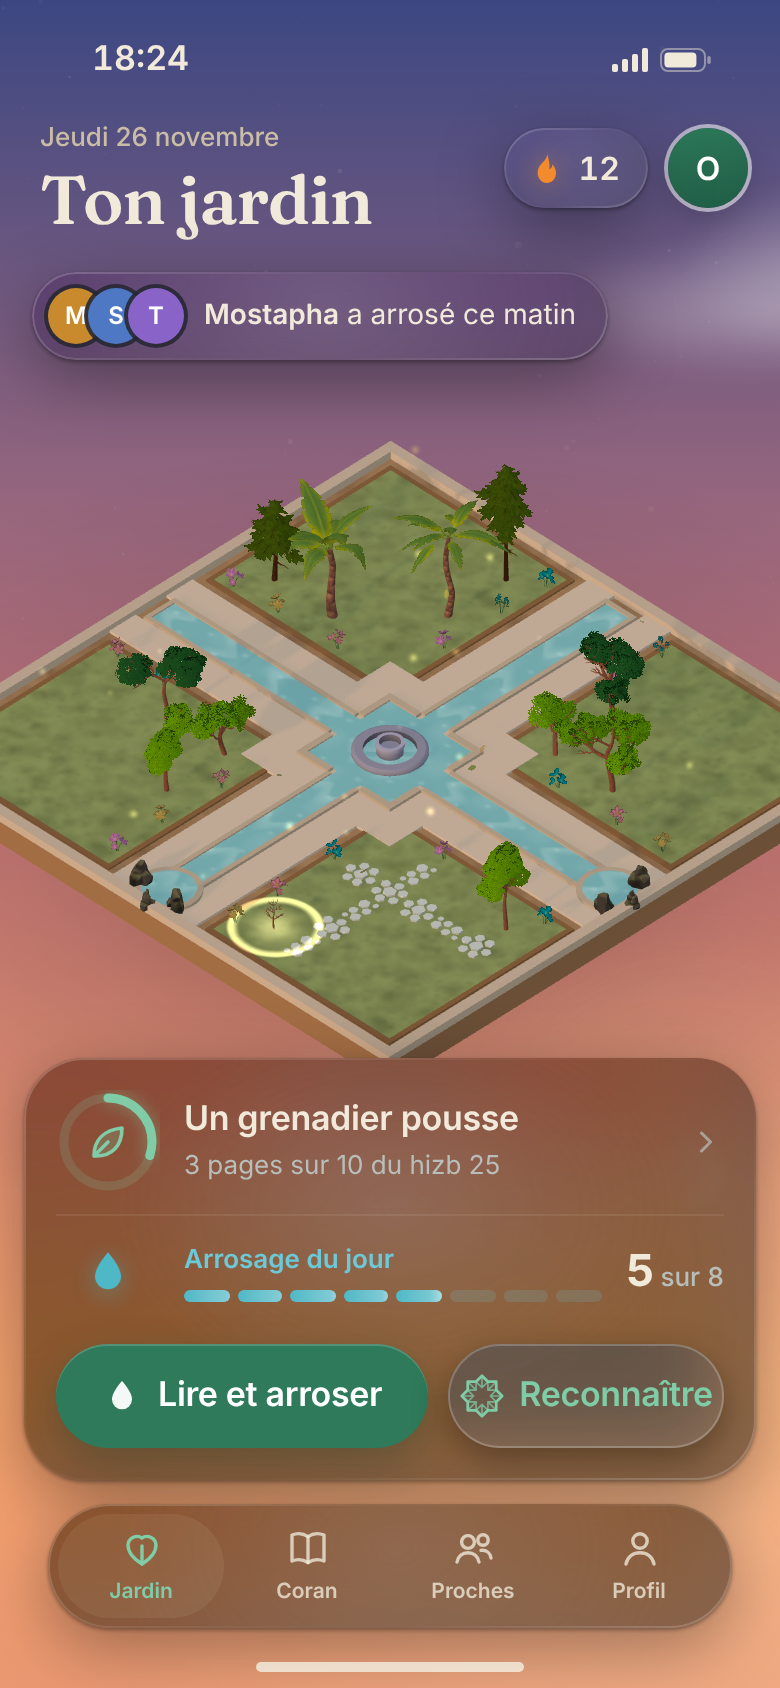 18:24
Jeudi 26 novembre
Ton jardin
12
O
M S T
Mostapha a arrosé ce matin
Un grenadier pousse
3 pages sur 10 du hizb 25
Arrosage du jour
5 sur 8
Lire et arroser
Reconnaître
Jardin
Coran
Proches
Profil